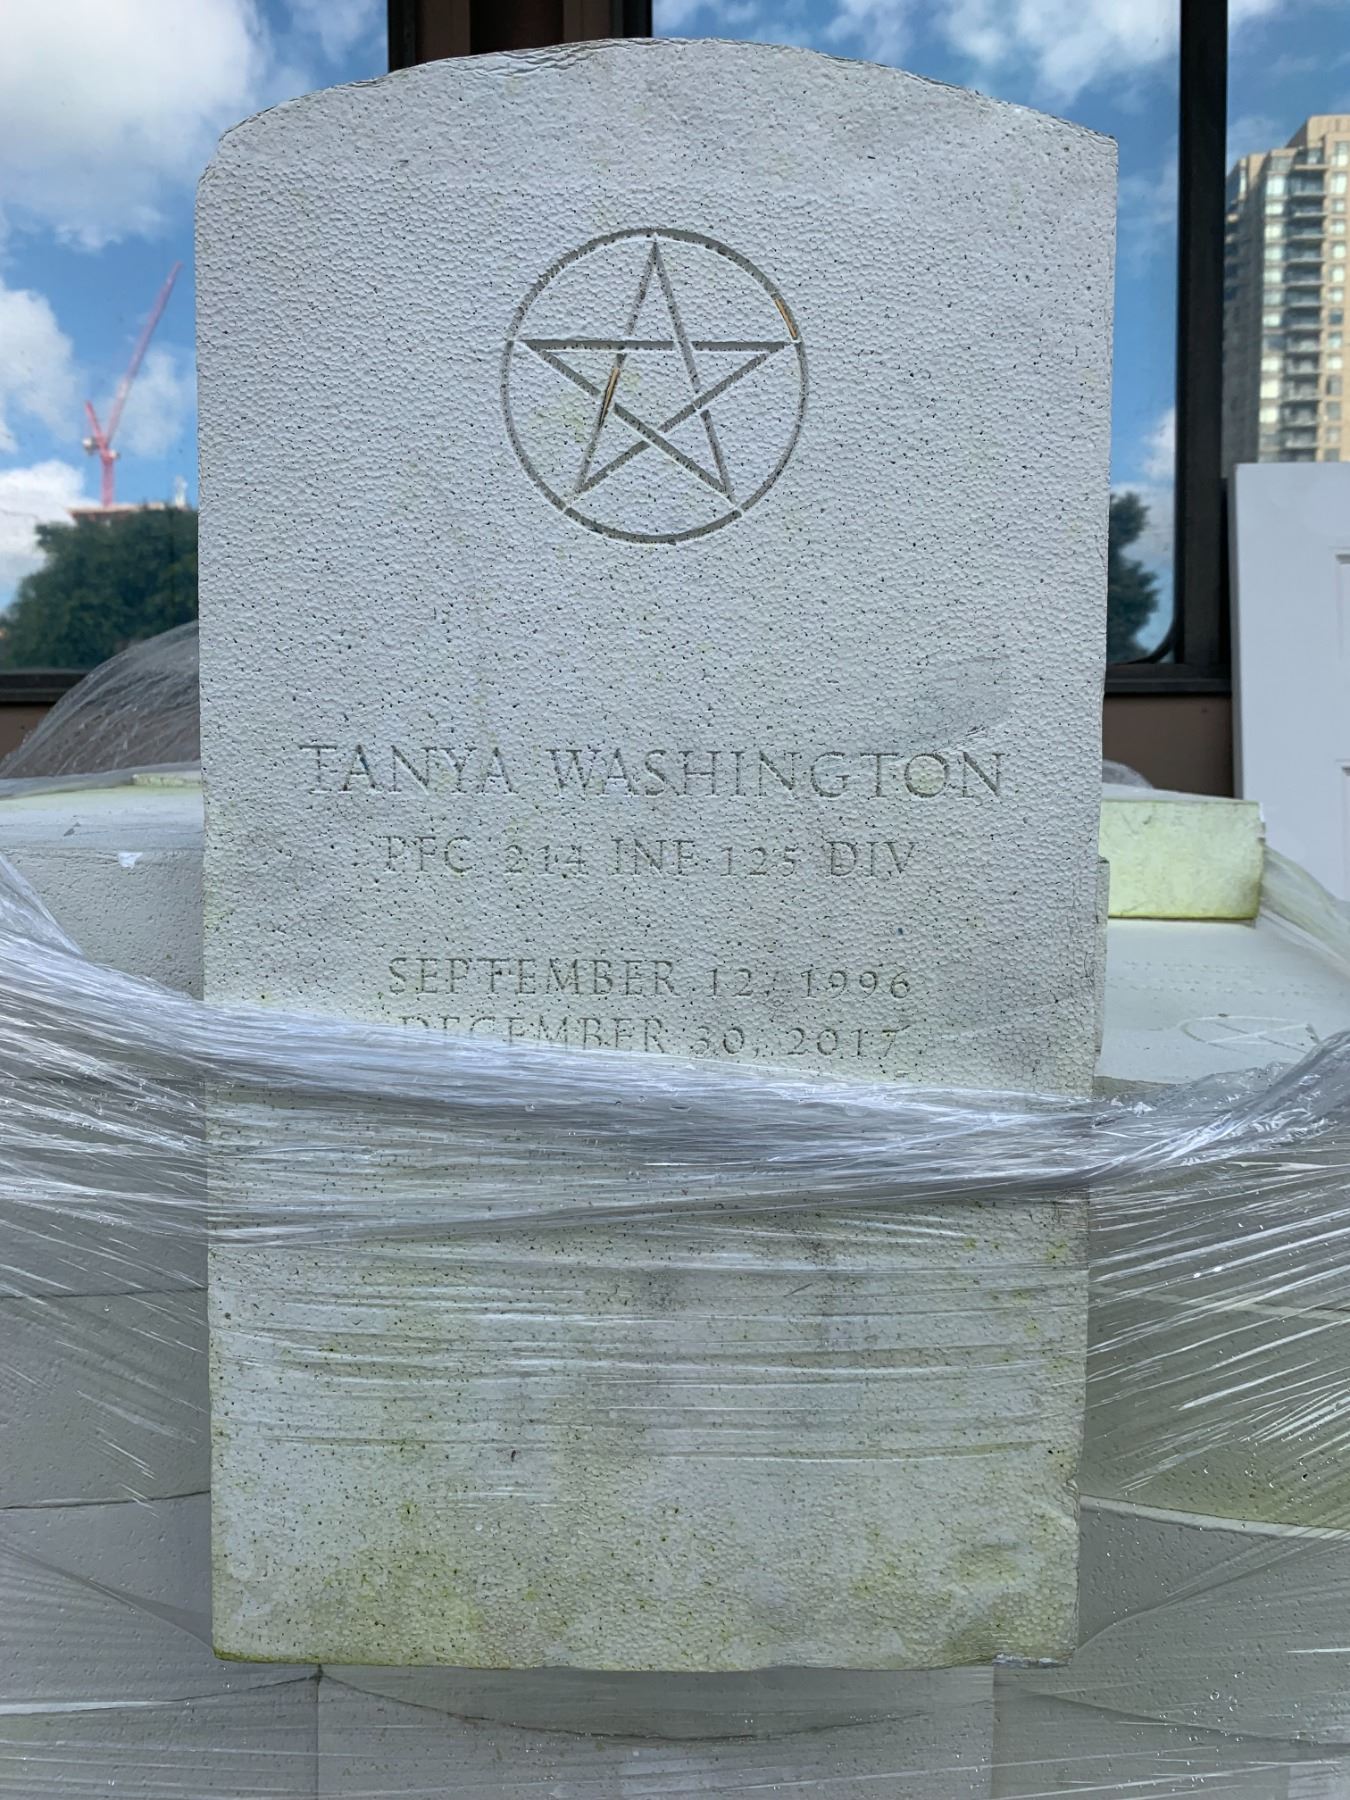 TANYA WASHINGTON
PFC 214 INF 125 DIV
SEPTEMBER 12, 1996
DECEMBER 30, 2017